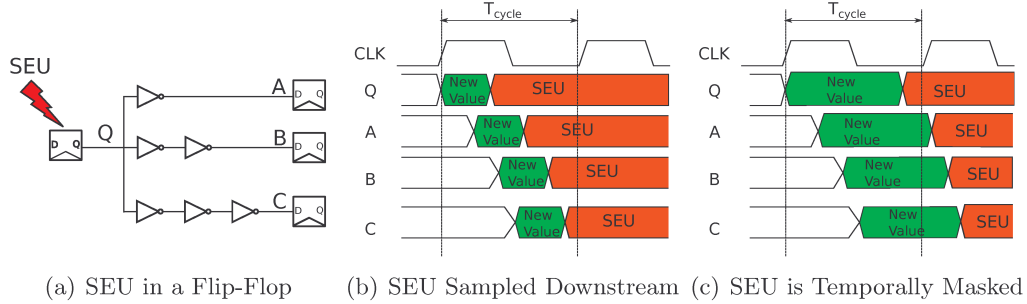 SEU
D Q
Q
A
D Q
B
D Q
C
D Q
(a) SEU in a Flip-Flop
Tcycle
CLK
Q
New
Value
SEU
A
New
Value
SEU
B
New
Value
SEU
C
New
Value
SEU
(b) SEU Sampled Downstream
Tcycle
CLK
Q
New
Value
SEU
A
New
Value
SEU
B
New
Value
SEU
C
New
Value
SEU
(c) SEU is Temporally Masked